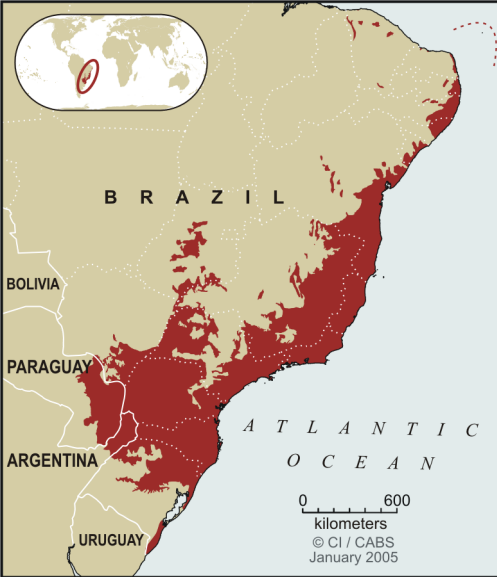 BRAZIL
BOLIVIA
PARAGUAY
ARGENTINA
ATLANTIC
OCEAN
0 600
kilometers
URUGUAY
© CI / CABS
January 2005